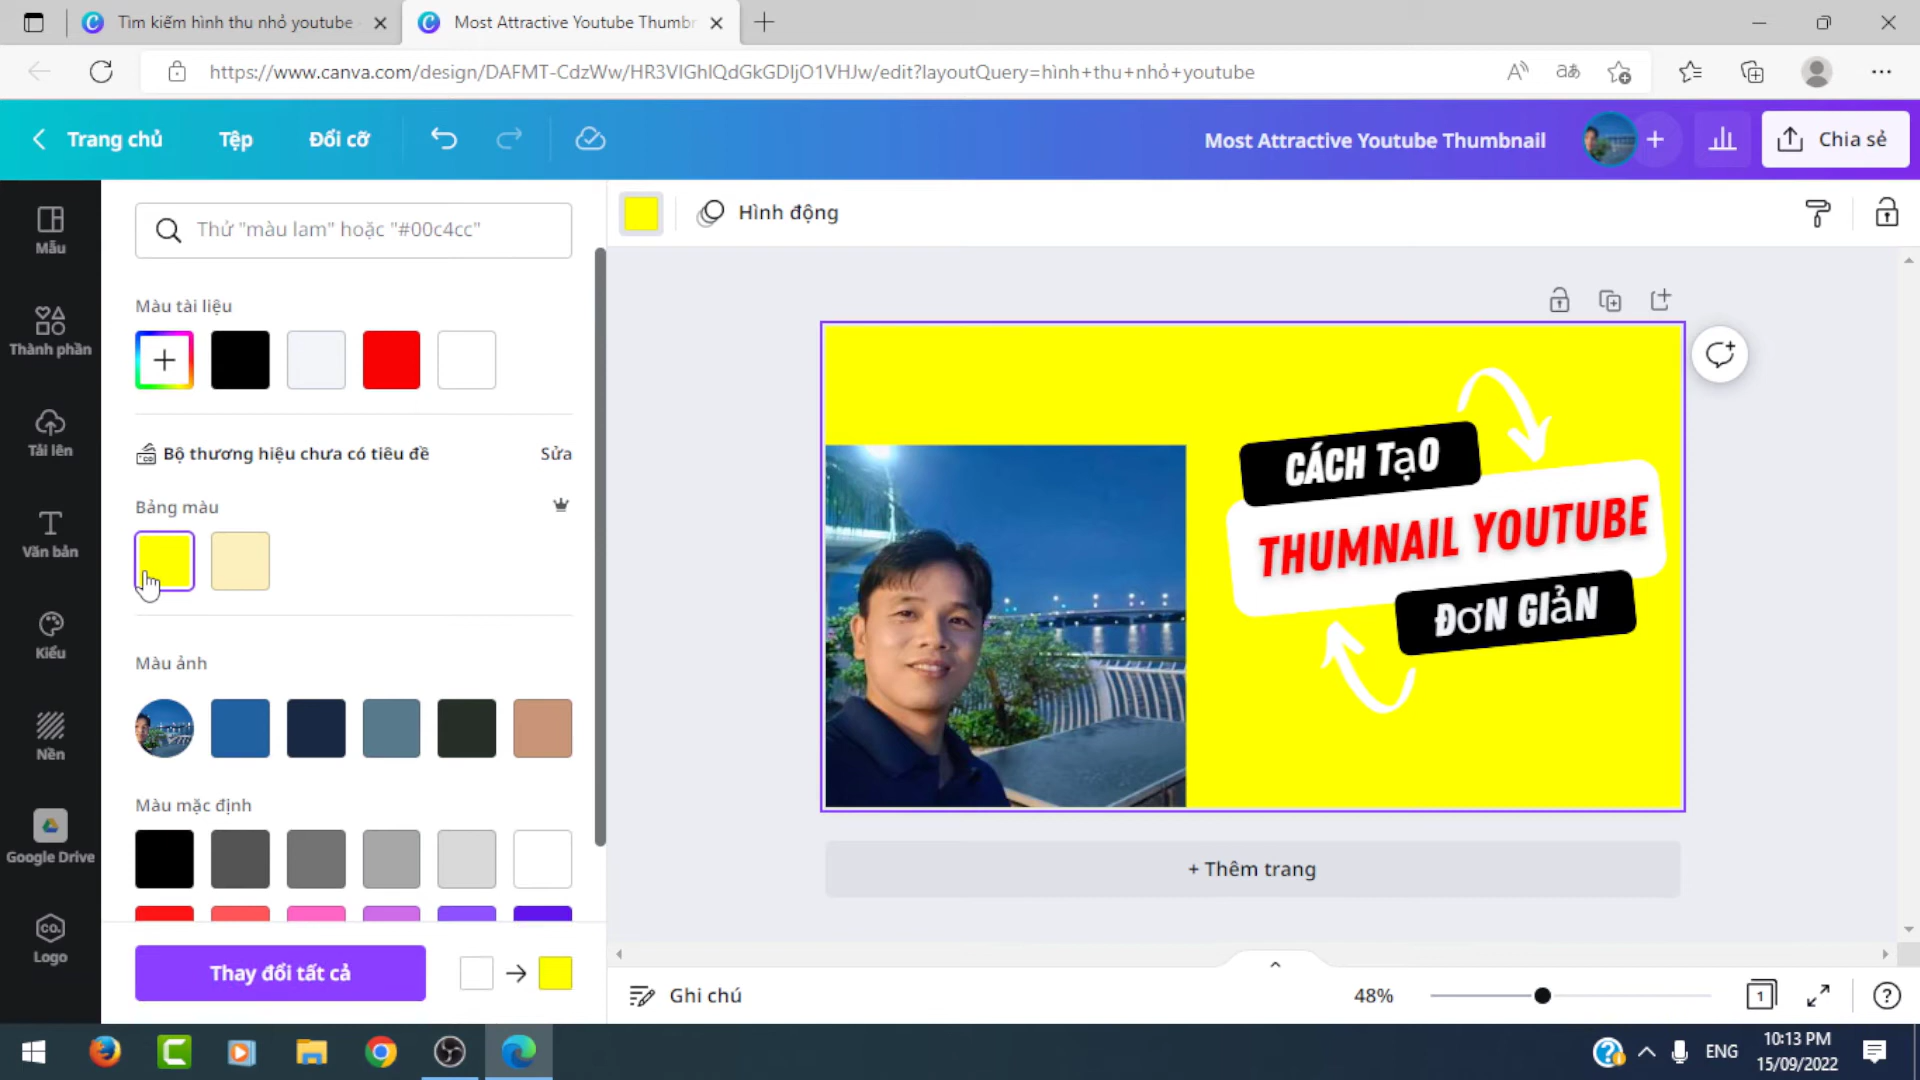 Tìm kiếm hình thu nhỏ youtube
Most Attractive Youtube Thumbn
https://www.canva.com/design/DAFMT-CdzWw/HR3VIGhlQdGkGDIjO1VHJw/edit?layoutQuery=hình+thu+nhỏ+youtube
Trang chủ
Tệp
Đổi cỡ
Most Attractive Youtube Thumbnail
Chia sẻ
Mẫu
Thành phần
Tải lên
Văn bản
Kiểu
Nền
Google Drive
co.
Logo
Thử "màu lam" hoặc "#00c4cc"
Màu tài liệu
Bộ thương hiệu chưa có tiêu đề
Sửa
Bảng màu
Màu ảnh
Màu mặc định
Thay đổi tất cả
Hình động
CÁCH TẠO
THUMNAIL YOUTUBE
ĐƠN GIẢN
+ Thêm trang
Ghi chú
48%
1
ENG
10:13 PM
15/09/2022